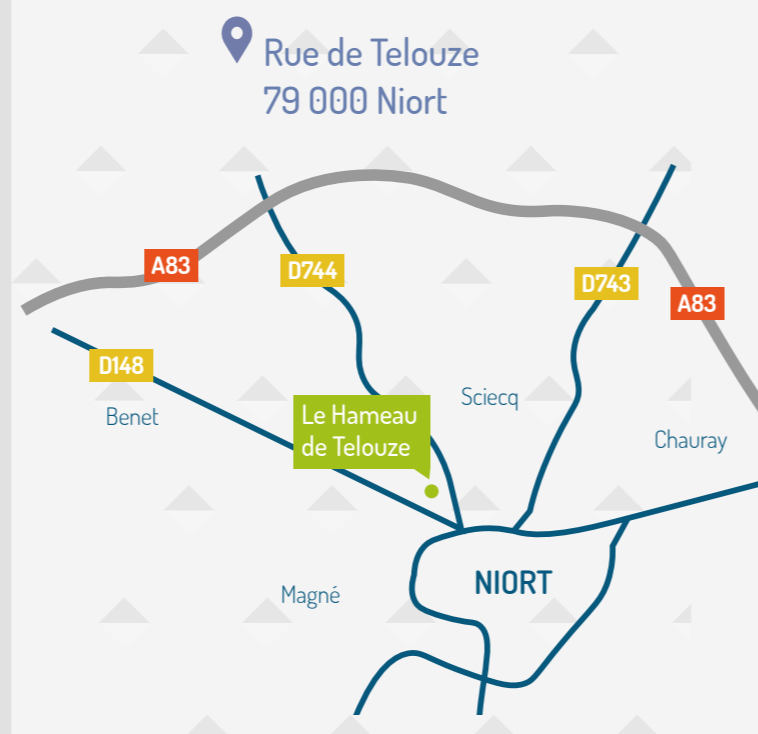 Rue de Telouze
79 000 Niort
A83
D744
D743
A83
D148
Benet
Le Hameau
de Telouze
Sciecq
Chauray
NIORT
Magné